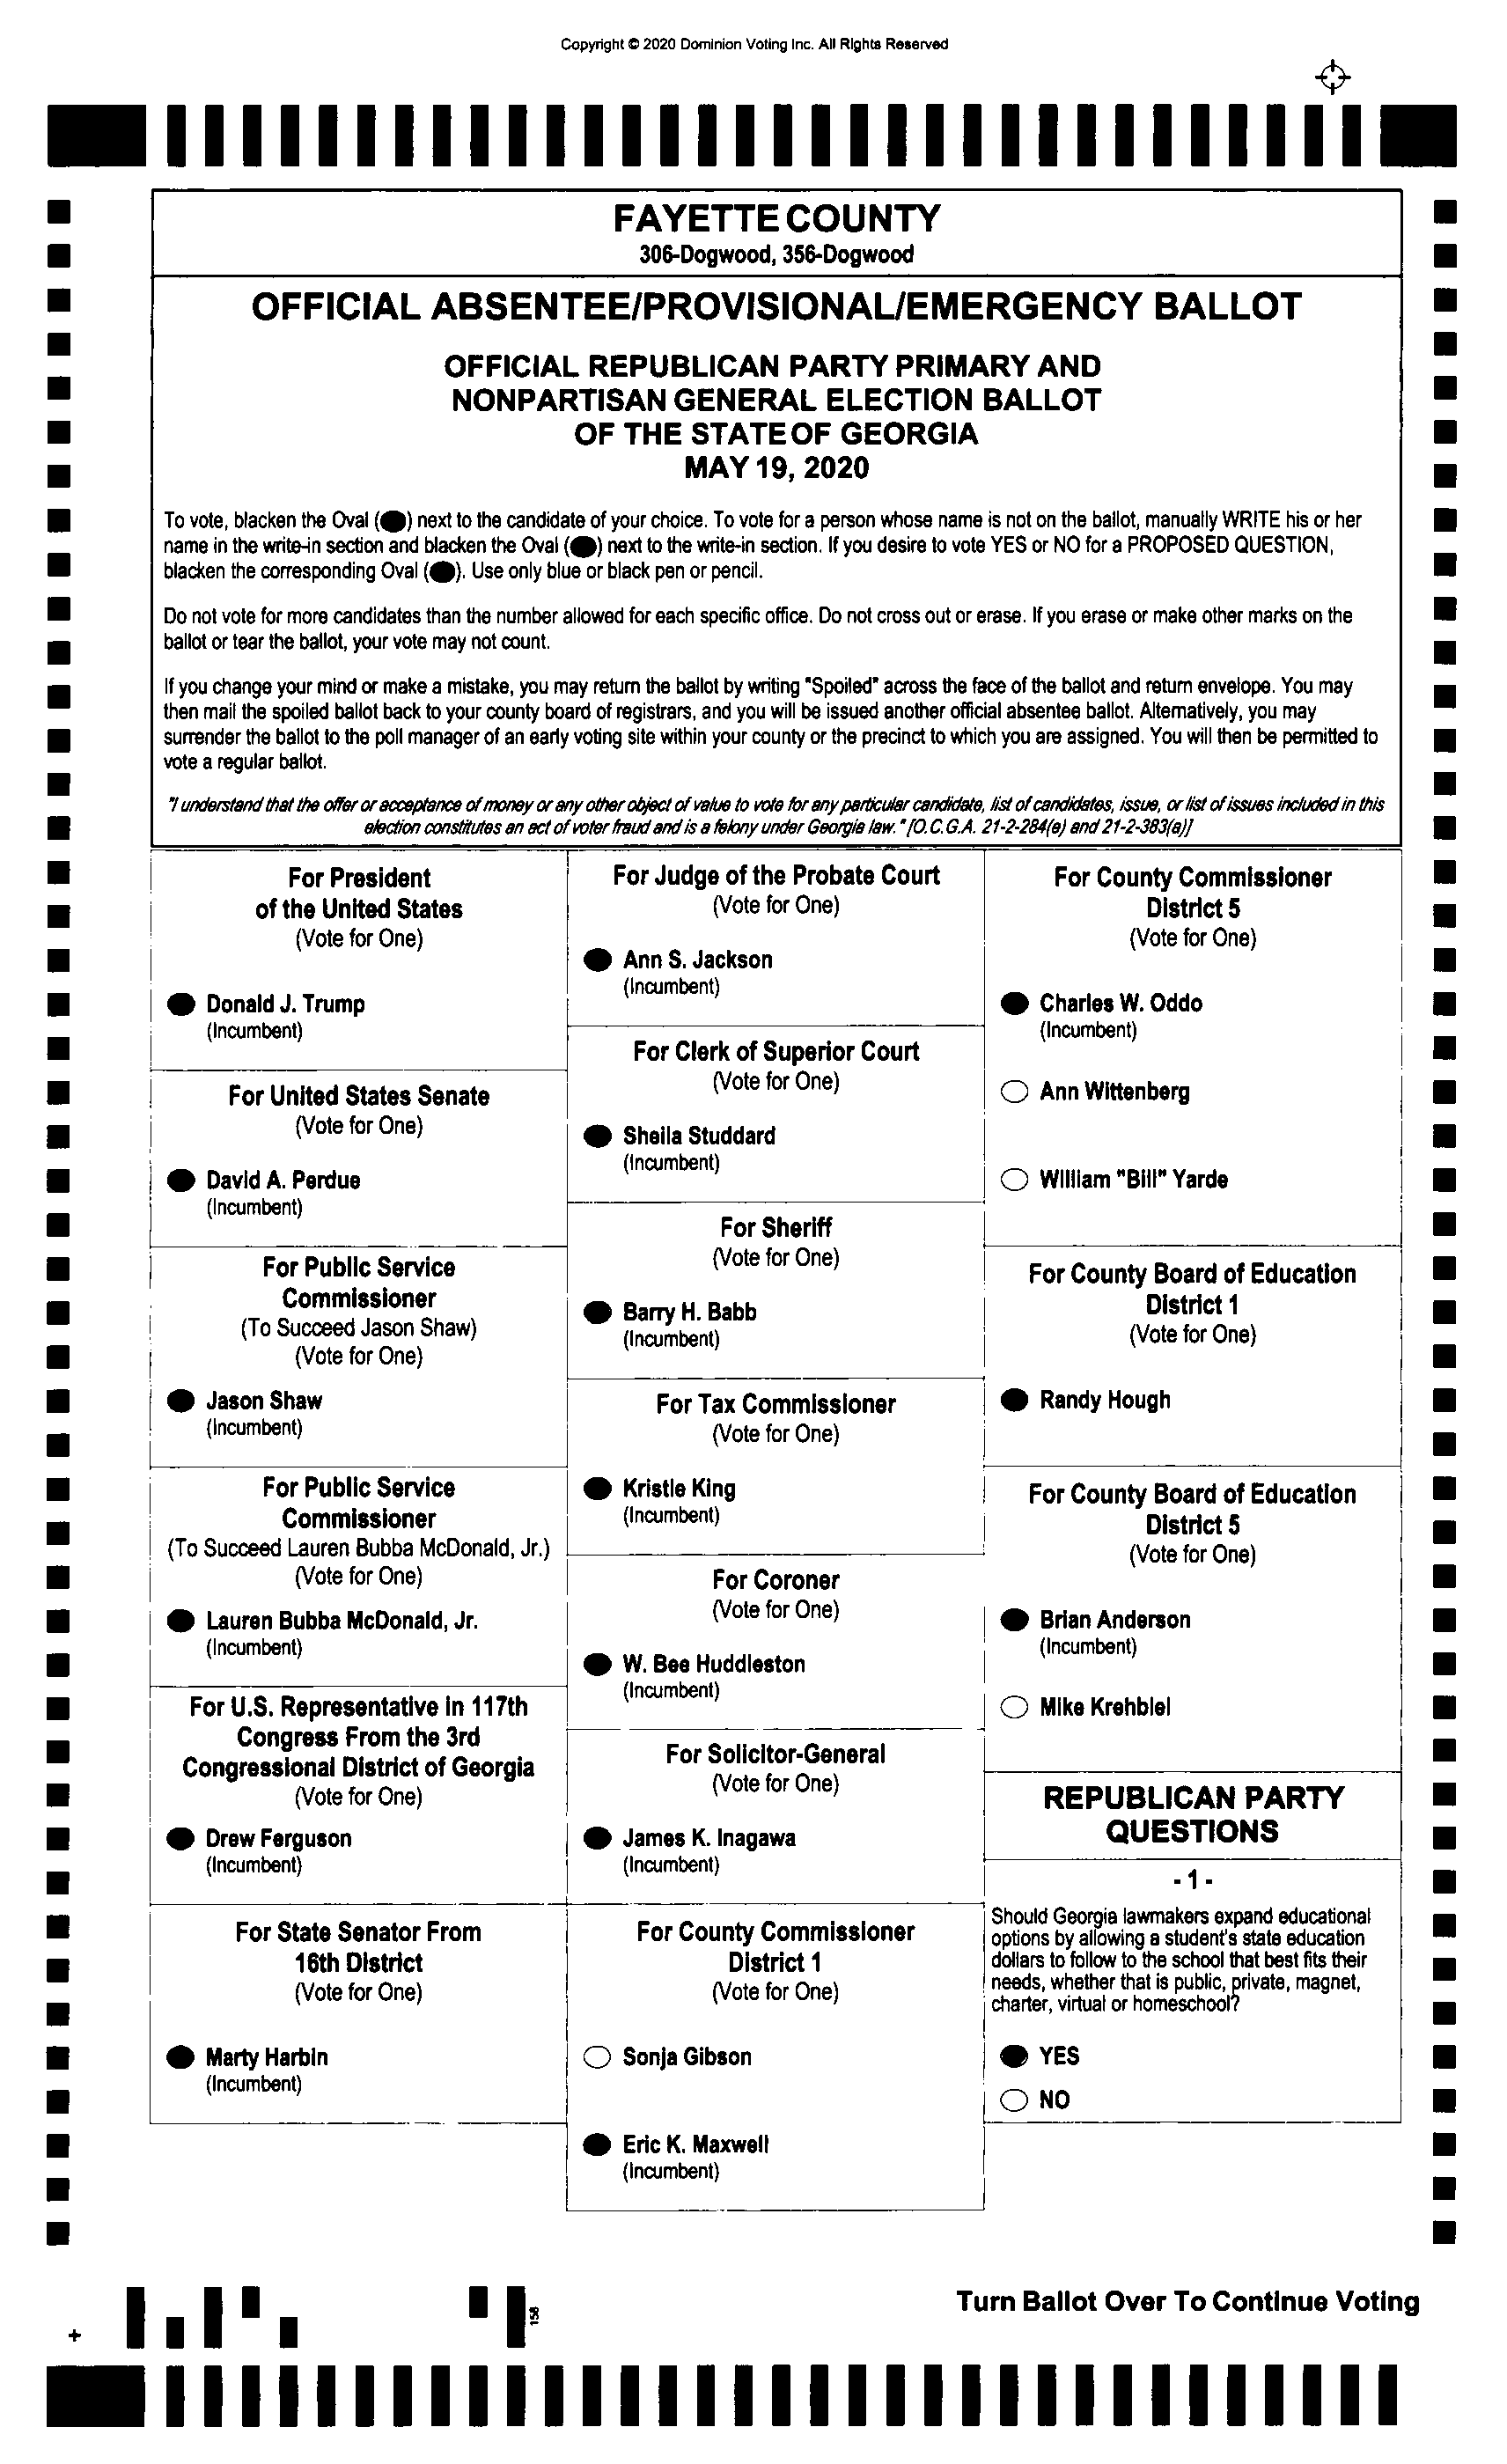 Copyright © 2020 Dominion Voting Inc. All Rights Reserved
FAYETTE COUNTY
306-Dogwood, 356-Dogwood
OFFICIAL ABSENTEE/PROVISIONAL/EMERGENCY BALLOT
OFFICIAL REPUBLICAN PARTY PRIMARY AND
NONPARTISAN GENERAL ELECTION BALLOT
OF THE STATE OF GEORGIA
MAY 19, 2020
To vote, blacken the Oval ( ) next to the candidate of your choice. To vote for a person whose name is not on the ballot, manually WRITE his or her
name in the write-in section and blacken the Oval ( ) next to the write-in section. If you desire to vote YES or NO for a PROPOSED QUESTION,
blacken the corresponding Oval ( ). Use only blue or black pen or pencil.
Do not vote for more candidates than the number allowed for each specific office. Do not cross out or erase. If you erase or make other marks on the
ballot or tear the ballot, your vote may not count.
If you change your mind or make a mistake, you may return the ballot by writing "Spoiled" across the face of the ballot and return envelope. You may
then mail the spoiled ballot back to your county board of registrars, and you will be issued another official absentee ballot. Alternatively, you may
surrender the ballot to the poll manager of an early voting site within your county or the precinct to which you are assigned. You will then be permitted to
vote a regular ballot.
"I understand that the offer or acceptance of money or any other object of value to vote for any particular candidate, list of candidates, issue, or list of issues included in this
election constitutes an act of voter fraud and is a felony under Georgia law." [O.C.G.A. 21-2-284(e) and 21-2-383(a)]
For President
of the United States
(Vote for One)
Donald J. Trump
(Incumbent)
For United States Senate
(Vote for One)
David A. Perdue
(Incumbent)
For Public Service
Commissioner
(To Succeed Jason Shaw)
(Vote for One)
Jason Shaw
(Incumbent)
For Public Service
Commissioner
(To Succeed Lauren Bubba McDonald, Jr.)
(Vote for One)
Lauren Bubba McDonald, Jr.
(Incumbent)
For U.S. Representative in 117th
Congress From the 3rd
Congressional District of Georgia
(Vote for One)
Drew Ferguson
(Incumbent)
For State Senator From
16th District
(Vote for One)
Marty Harbin
(Incumbent)
For Judge of the Probate Court
(Vote for One)
Ann S. Jackson
(Incumbent)
For Clerk of Superior Court
(Vote for One)
Sheila Studdard
(Incumbent)
For Sheriff
(Vote for One)
Barry H. Babb
(Incumbent)
For Tax Commissioner
(Vote for One)
Kristie King
(Incumbent)
For Coroner
(Vote for One)
W. Bee Huddleston
(Incumbent)
For Solicitor-General
(Vote for One)
James K. Inagawa
(Incumbent)
For County Commissioner
District 1
(Vote for One)
Sonja Gibson
Eric K. Maxwell
(Incumbent)
For County Commissioner
District 5
(Vote for One)
Charles W. Oddo
(Incumbent)
Ann Wittenberg
William "Bill" Yarde
For County Board of Education
District 1
(Vote for One)
Randy Hough
For County Board of Education
District 5
(Vote for One)
Brian Anderson
(Incumbent)
Mike Krehbiel
REPUBLICAN PARTY
QUESTIONS
- 1 -
Should Georgia lawmakers expand educational
options by allowing a student's state education
dollars to follow to the school that best fits their
needs, whether that is public, private, magnet,
charter, virtual or homeschool?
YES
NO
158
Turn Ballot Over To Continue Voting